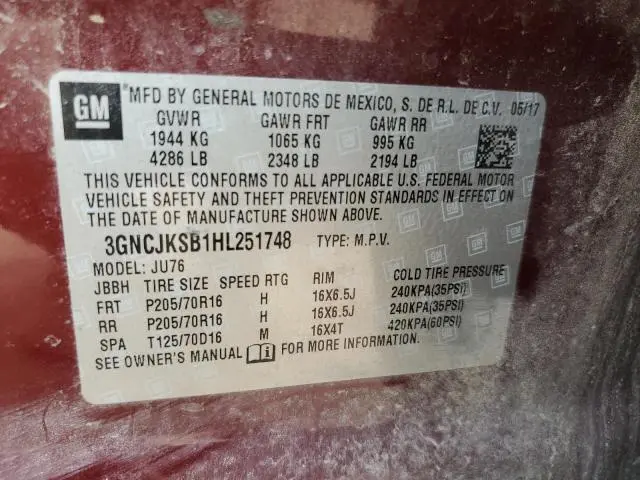 GM
*MFD BY GENERAL MOTORS DE MEXICO, S. DE R.L. DE C.V. 05/17
GVWR GAWR FRT GAWR RR
1944 KG 1065 KG 995 KG
4286 LB 2348 LB 2194 LB
THIS VEHICLE CONFORMS TO ALL APPLICABLE U.S. FEDERAL MOTOR
VEHICLE SAFETY AND THEFT PREVENTION STANDARDS IN EFFECT ON
THE DATE OF MANUFACTURE SHOWN ABOVE.
3GNCJKSB1HL251748 TYPE: M.P.V.
MODEL: JU76
JBBH TIRE SIZE SPEED RTG RIM COLD TIRE PRESSURE
FRT P205/70R16 H 16X6.5J 240KPA(35PSI)
RR P205/70R16 H 16X6.5J 240KPA(35PSI)
SPA T125/70D16 M 16X4T 420KPA(60PSI)
SEE OWNER'S MANUAL FOR MORE INFORMATION.